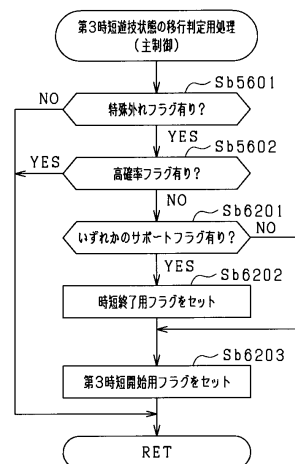 第3時短遊技状態の移行判定用処理
(主制御)
Sb5601
NO
特殊外れフラグ有り?
YES
Sb5602
YES
高確率フラグ有り?
NO
Sb6201
いずれかのサポートフラグ有り?
NO
YES
Sb6202
時短終了用フラグをセット
Sb6203
第3時短開始用フラグをセット
RET